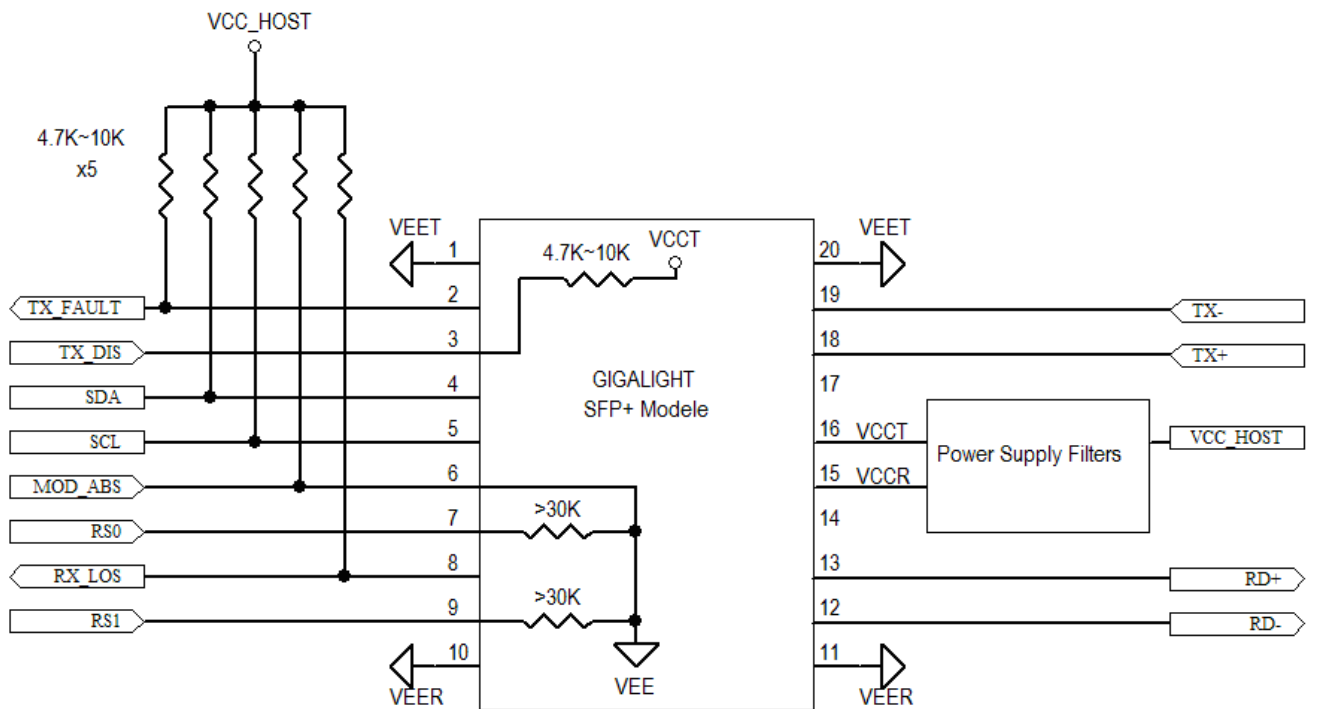 VCC_HOST
4.7K~10K
x5
VEET
1
4.7K~10K
VCCT
20
VEET
TX_FAULT
2
19
TX-
TX_DIS
3
18
TX+
SDA
4
GIGALIGHT
SFP+ Modele
17
SCL
5
16
VCCT
Power Supply Filters
VCC_HOST
MOD_ABS
6
15
VCCR
RS0
7
>30K
14
RX_LOS
8
13
RD+
RS1
9
>30K
12
RD-
10
VEER
VEE
11
VEER